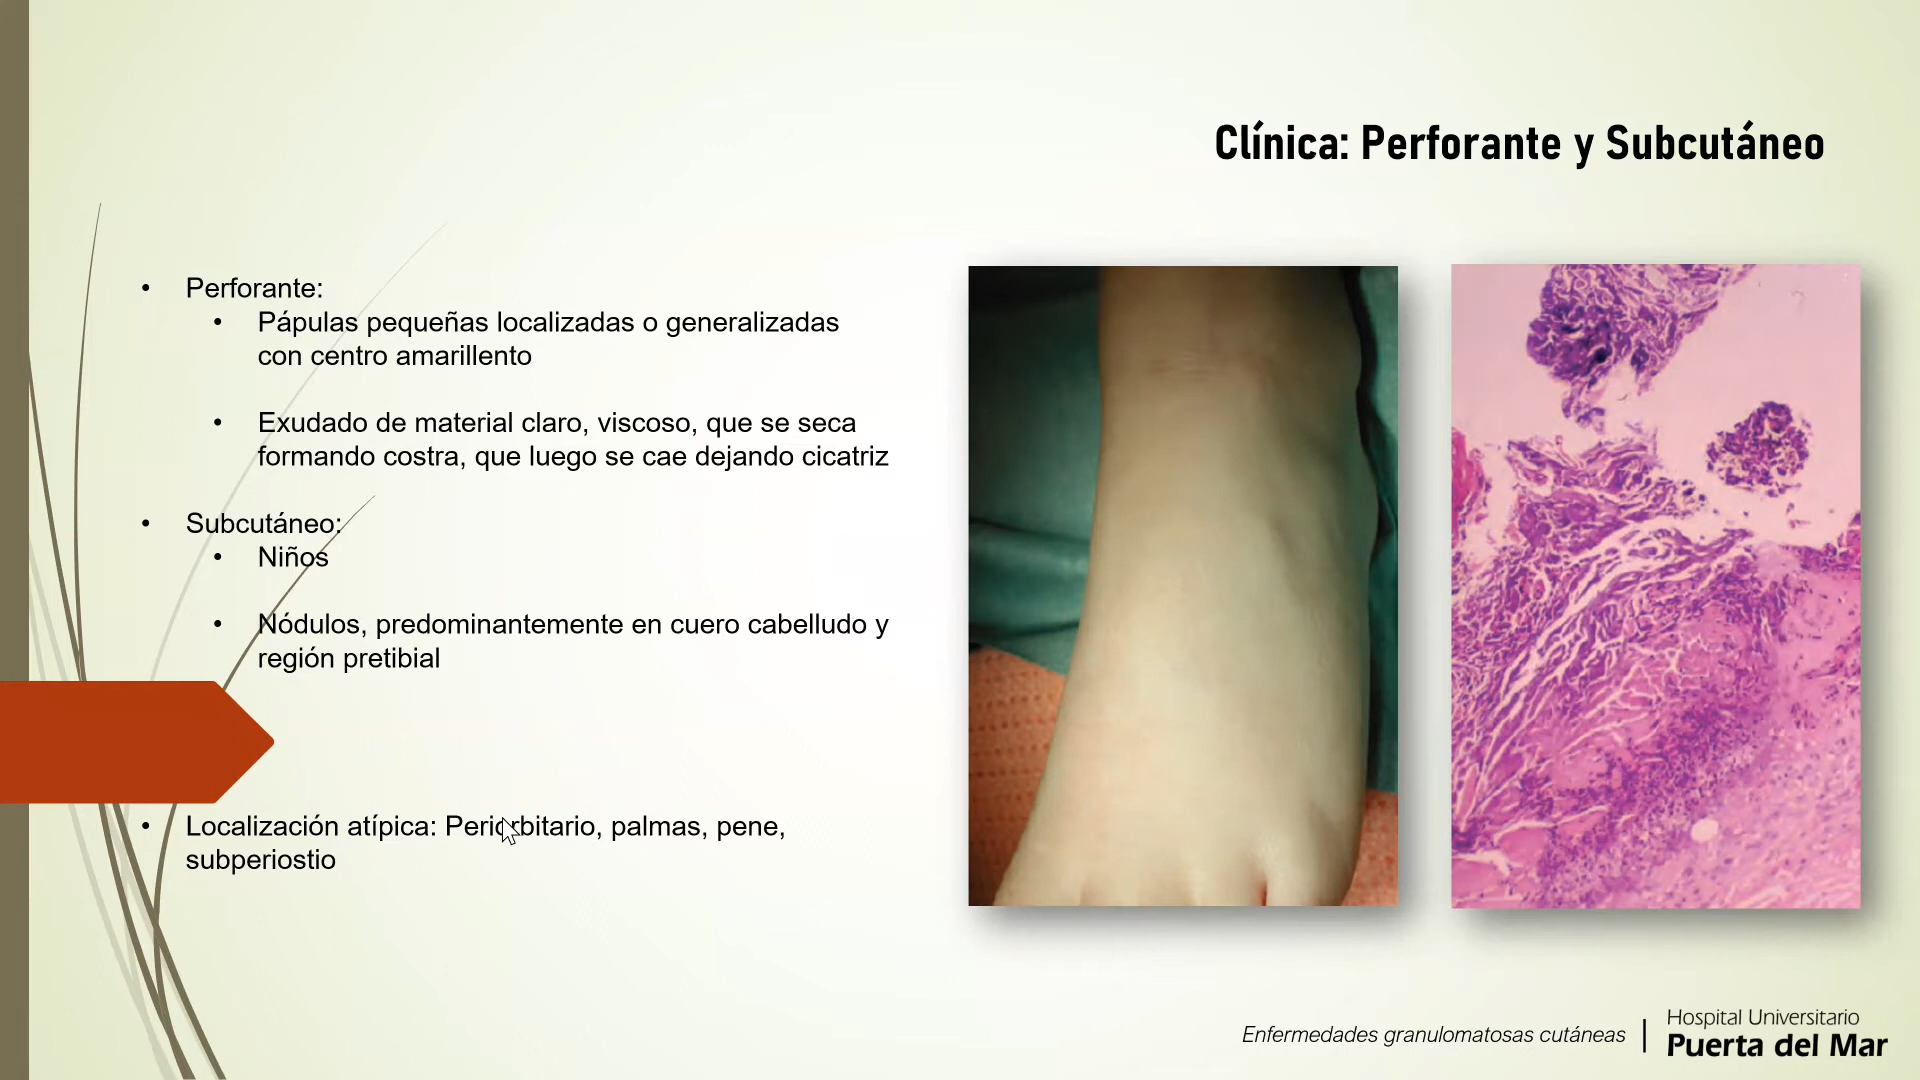 Clínica: Perforante y Subcutáneo
• Perforante:
• Pápulas pequeñas localizadas o generalizadas
con centro amarillento
• Exudado de material claro, viscoso, que se seca
formando costra, que luego se cae dejando cicatriz
• Subcutáneo:
• Niños
• Nódulos, predominantemente en cuero cabelludo y
región pretibial
• Localización atípica: Periorbitario, palmas, pene,
subperiostio
Enfermedades granulomatosas cutáneas
Hospital Universitario
Puerta del Mar